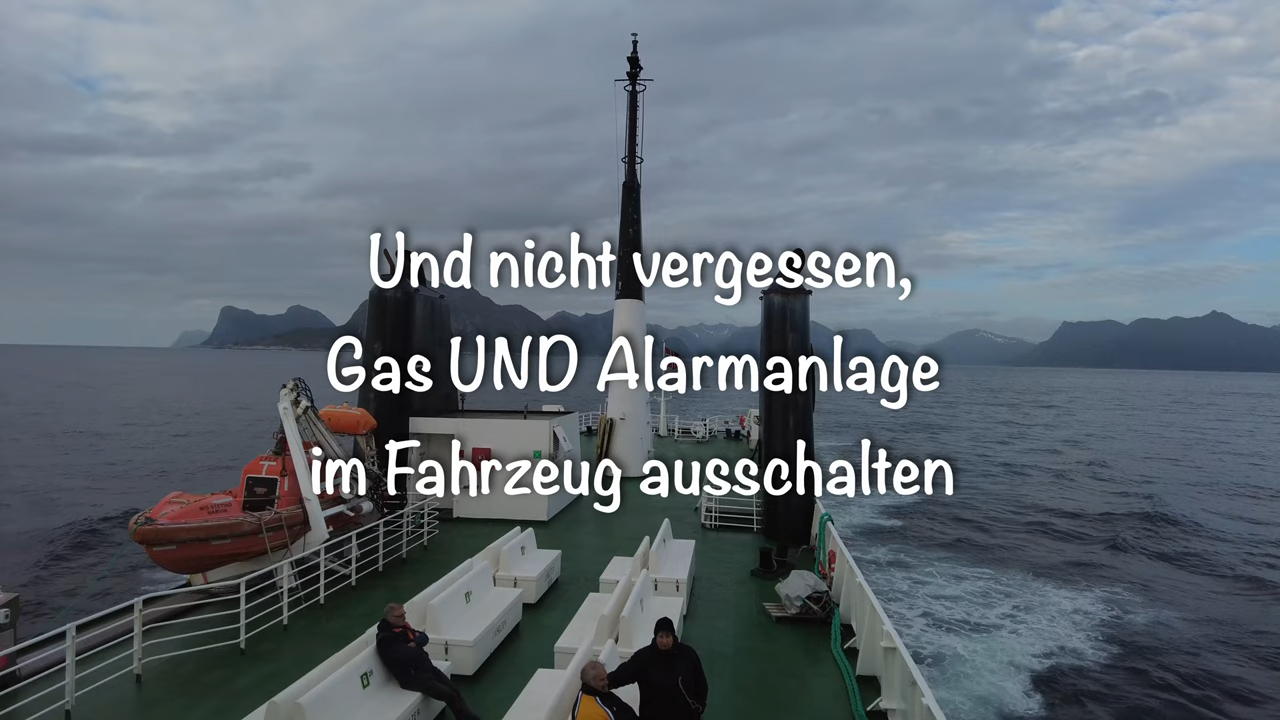 Und nicht vergessen,
Gas UND Alarmanlage
im Fahrzeug ausschalten